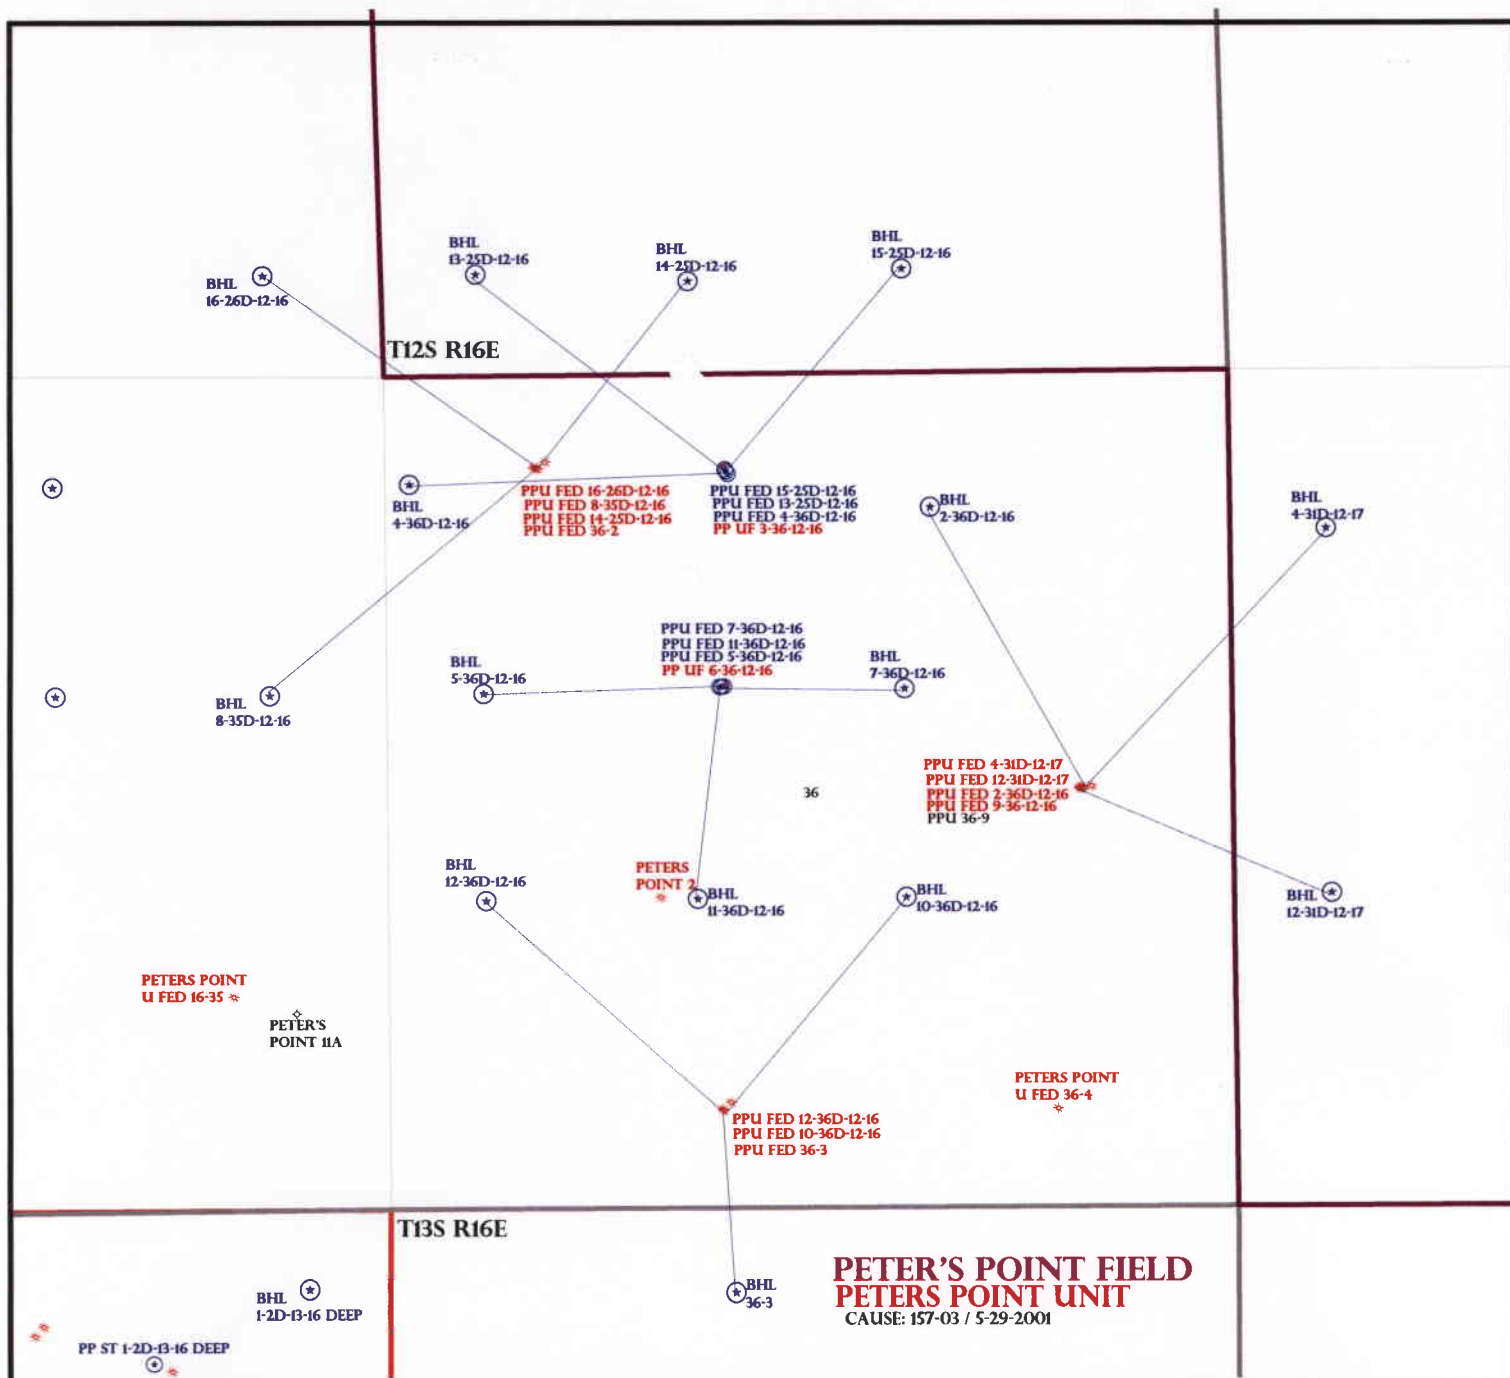 BHL
13-25D-12-16
BHL
14-25D-12-16
BHL
15-25D-12-16
BHL
16-26D-12-16
T12S R16E
BHL
4-36D-12-16
PPU FED 16-26D-12-16
PPU FED 8-35D-12-16
PPU FED 14-25D-12-16
PPU FED 36-2
PPU FED 15-25D-12-16
PPU FED 13-25D-12-16
PPU FED 4-36D-12-16
PP UF 3-36-12-16
BHL
2-36D-12-16
BHL
4-31D-12-17
BHL
8-35D-12-16
BHL
5-36D-12-16
PPU FED 7-36D-12-16
PPU FED 11-36D-12-16
PPU FED 5-36D-12-16
PP UF 6-36-12-16
BHL
7-36D-12-16
36
PPU FED 4-31D-12-17
PPU FED 12-31D-12-17
PPU FED 2-36D-12-16
PPU FED 9-36-12-16
PPU 36-9
BHL
12-36D-12-16
PETERS
POINT 2
BHL
11-36D-12-16
BHL
10-36D-12-16
BHL
12-31D-12-17
PETERS POINT
U FED 16-35
PETER'S
POINT 11A
PETERS POINT
U FED 36-4
PPU FED 12-36D-12-16
PPU FED 10-36D-12-16
PPU FED 36-3
T13S R16E
BHL
1-2D-13-16 DEEP
PP ST 1-2D-13-16 DEEP
BHL
36-3
PETER'S POINT FIELD
PETERS POINT UNIT
CAUSE: 157-03 / 5-29-2001